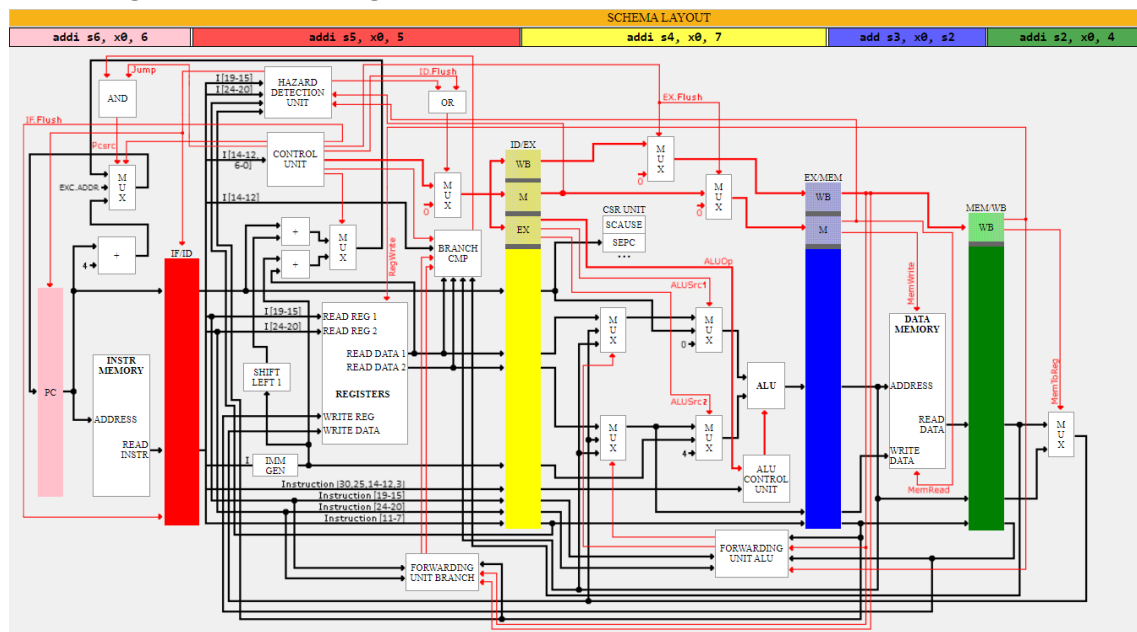 SCHEMA LAYOUT
addi s6, x0, 6
addi s5, x0, 5
addi s4, x0, 7
add s3, x0, s2
addi s2, x0, 4
Jump
AND
I[19-15]
I[24-20]
HAZARD
DETECTION
UNIT
ID.Flush
OR
EX.Flush
IF.Flush
Pcsrc
I[14-12,
6-0]
CONTROL
UNIT
ID/EX
WB
M
U
X
0
EXC.ADDR.
M
U
X
M
U
X
0
M
M
U
X
0
EX/MEM
WB
I[14-12]
EX
CSR UNIT
SCAUSE
SEPC
...
M
MEM/WB
WB
+
4
IF/ID
+
+
M
U
X
RegWrite
BRANCH
CMP
ALUOp
ALUSrc1
MemWrite
PC
I[19-15]
I[24-20]
READ REG 1
READ REG 2
M
U
X
M
U
X
0
DATA
MEMORY
INSTR
MEMORY
READ DATA 1
READ DATA 2
SHIFT
LEFT 1
REGISTERS
ALU
ADDRESS
MemToReg
ALUSrc2
ADDRESS
WRITE REG
WRITE DATA
M
U
X
M
U
X
4
READ
DATA
M
U
X
READ
INSTR
I
IMM
GEN
WRITE
DATA
ALU
CONTROL
UNIT
MemRead
Instruction [30,25,14-12,3]
Instruction [19-15]
Instruction [24-20]
Instruction [11-7]
FORWARDING
UNIT BRANCH
FORWARDING
UNIT ALU